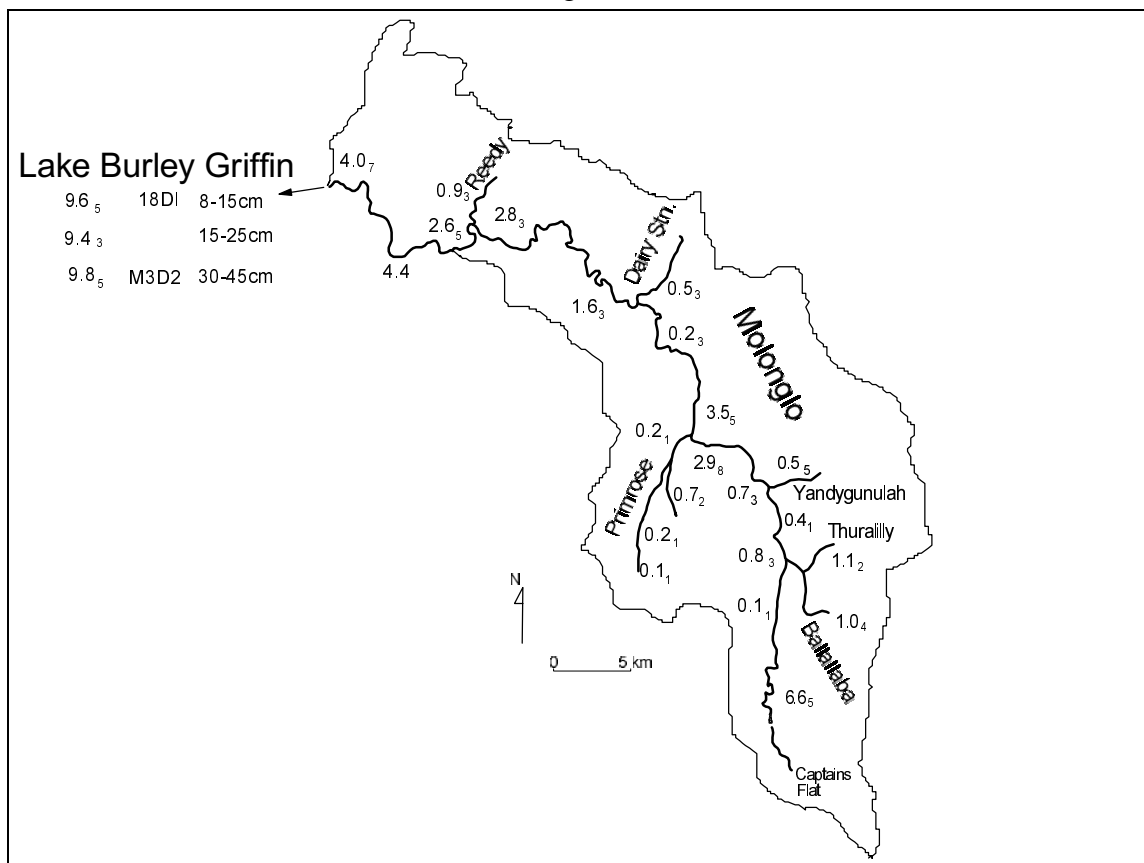 Lake Burley Griffin
4.0₇
9.6₅ 18DI 8-15cm
9.4₃ 15-25cm
9.8₅ M3D2 30-45cm
Reedy
0.9₃
2.6₅
2.8₃
4.4
Dairy Stn.
0.5₃
1.6₃
0.2₃
Molonglo
3.5₅
0.2₁
2.9₈
0.5₅
0.7₃
Yandygunulah
Primrose
0.7₂
0.2₁
0.4₁
Thuralilly
0.8₃
1.1₂
0.1₁
0.1₁
1.0₄
Ballallaba
N
0 5 km
6.6₅
Captains
Flat